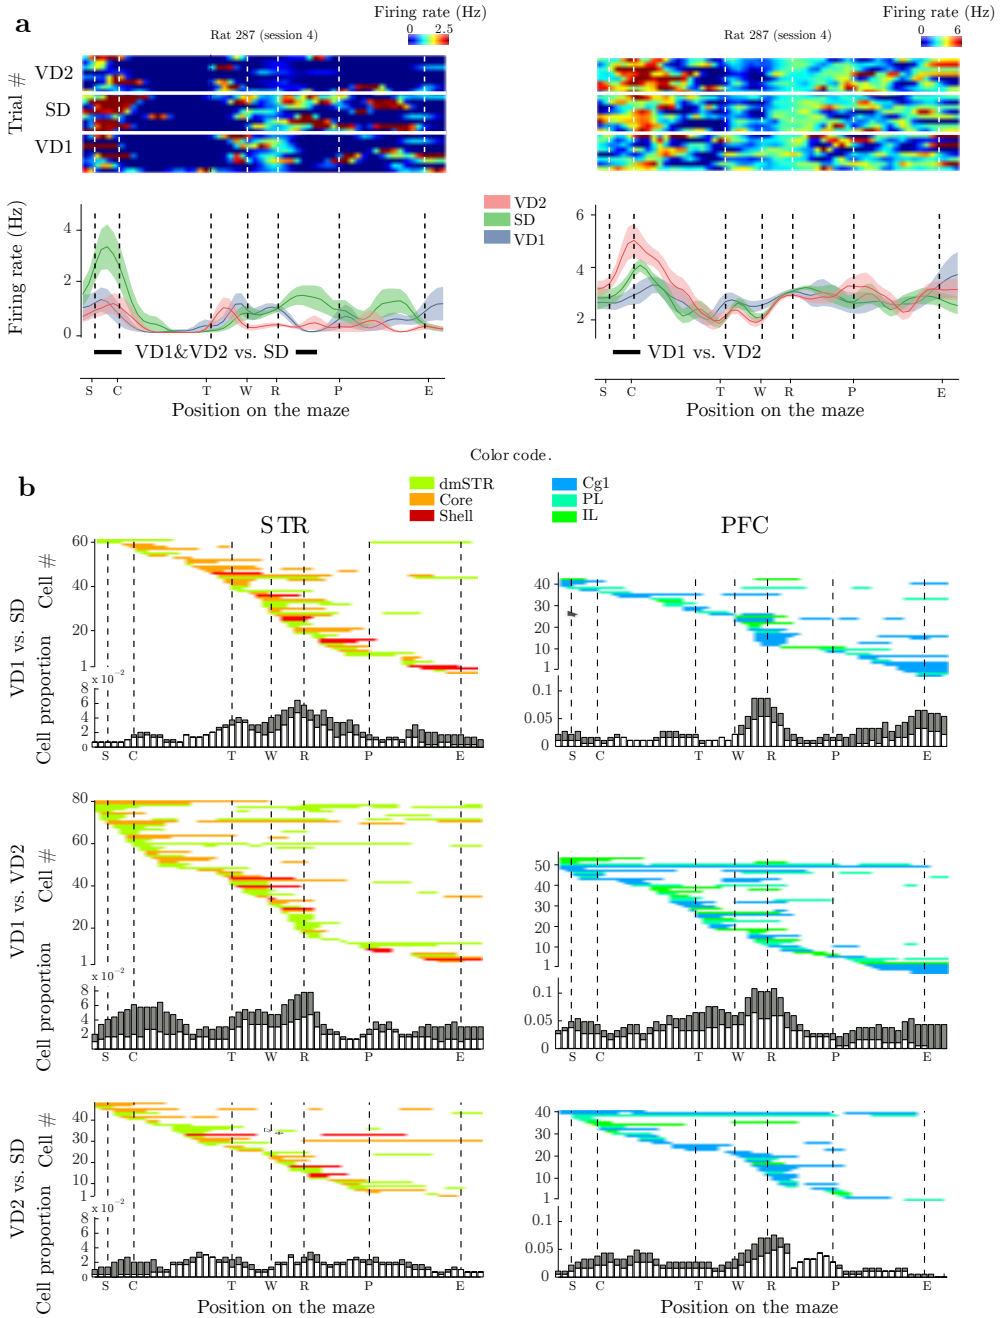 a
Firing rate (Hz)
Rat 287 (session 4)
0 2.5
Firing rate (Hz)
Rat 287 (session 4)
0 6
Trial #
VD2
SD
VD1
VD2
SD
VD1
Firing rate (Hz)
4
2
0
6
4
2
VD1&VD2 vs. SD
VD1 vs. VD2
S C T W R P E
Position on the maze
S C T W R P E
Position on the maze
Color code.
b
dmSTR
Core
Shell
Cg1
PL
IL
STR
PFC
VD1 vs. SD
Cell #
60
40
20
1
40
30
20
10
1
Cell proportion
x 10⁻²
8
6
4
2
0
0.1
0.05
0
S C T W R P E
S C T W R P E
VD1 vs. VD2
Cell #
80
60
40
20
1
50
40
30
20
10
1
Cell proportion
x 10⁻²
8
6
4
2
0.1
0.05
0
S C T W R P E
S C T W R P E
VD2 vs. SD
Cell #
40
30
20
10
1
40
30
20
10
1
Cell proportion
x 10⁻²
8
6
4
2
0
0.1
0.05
0
S C T W R P E
Position on the maze
S C T W R P E
Position on the maze